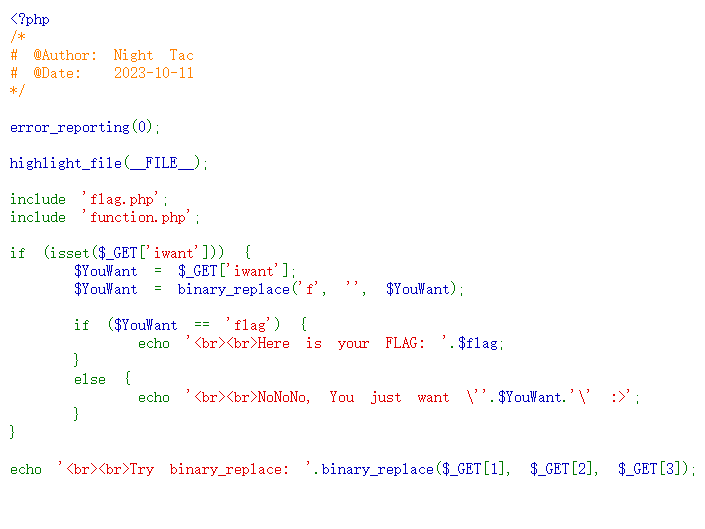 <?php
/*
# @Author: Night Tac
# @Date: 2023-10-11
*/
error_reporting(0);
highlight_file(__FILE__);
include 'flag.php';
include 'function.php';
if (isset($_GET['iwant'])) {
$YouWant = $_GET['iwant'];
$YouWant = binary_replace('f', '', $YouWant);
if ($YouWant == 'flag') {
echo '<br><br>Here is your FLAG: '.$flag;
}
else {
echo '<br><br>NoNoNo, You just want \''.$YouWant.'\' :>';
}
}
echo '<br><br>Try binary_replace: '.binary_replace($_GET[1], $_GET[2], $_GET[3]);